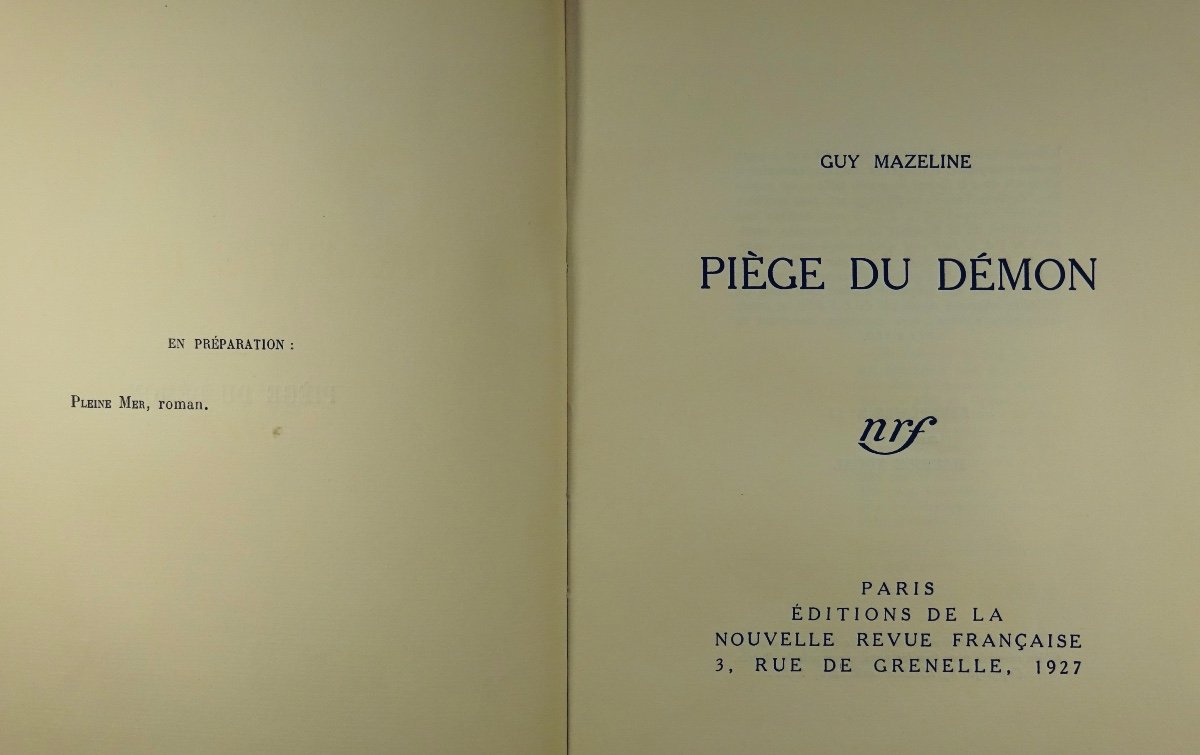 EN PRÉPARATION :
PLEINE MER, roman.
GUY MAZELINE
PIÈGE DU DÉMON
nrf
PARIS
ÉDITIONS DE LA
NOUVELLE REVUE FRANÇAISE
3, RUE DE GRENELLE, 1927